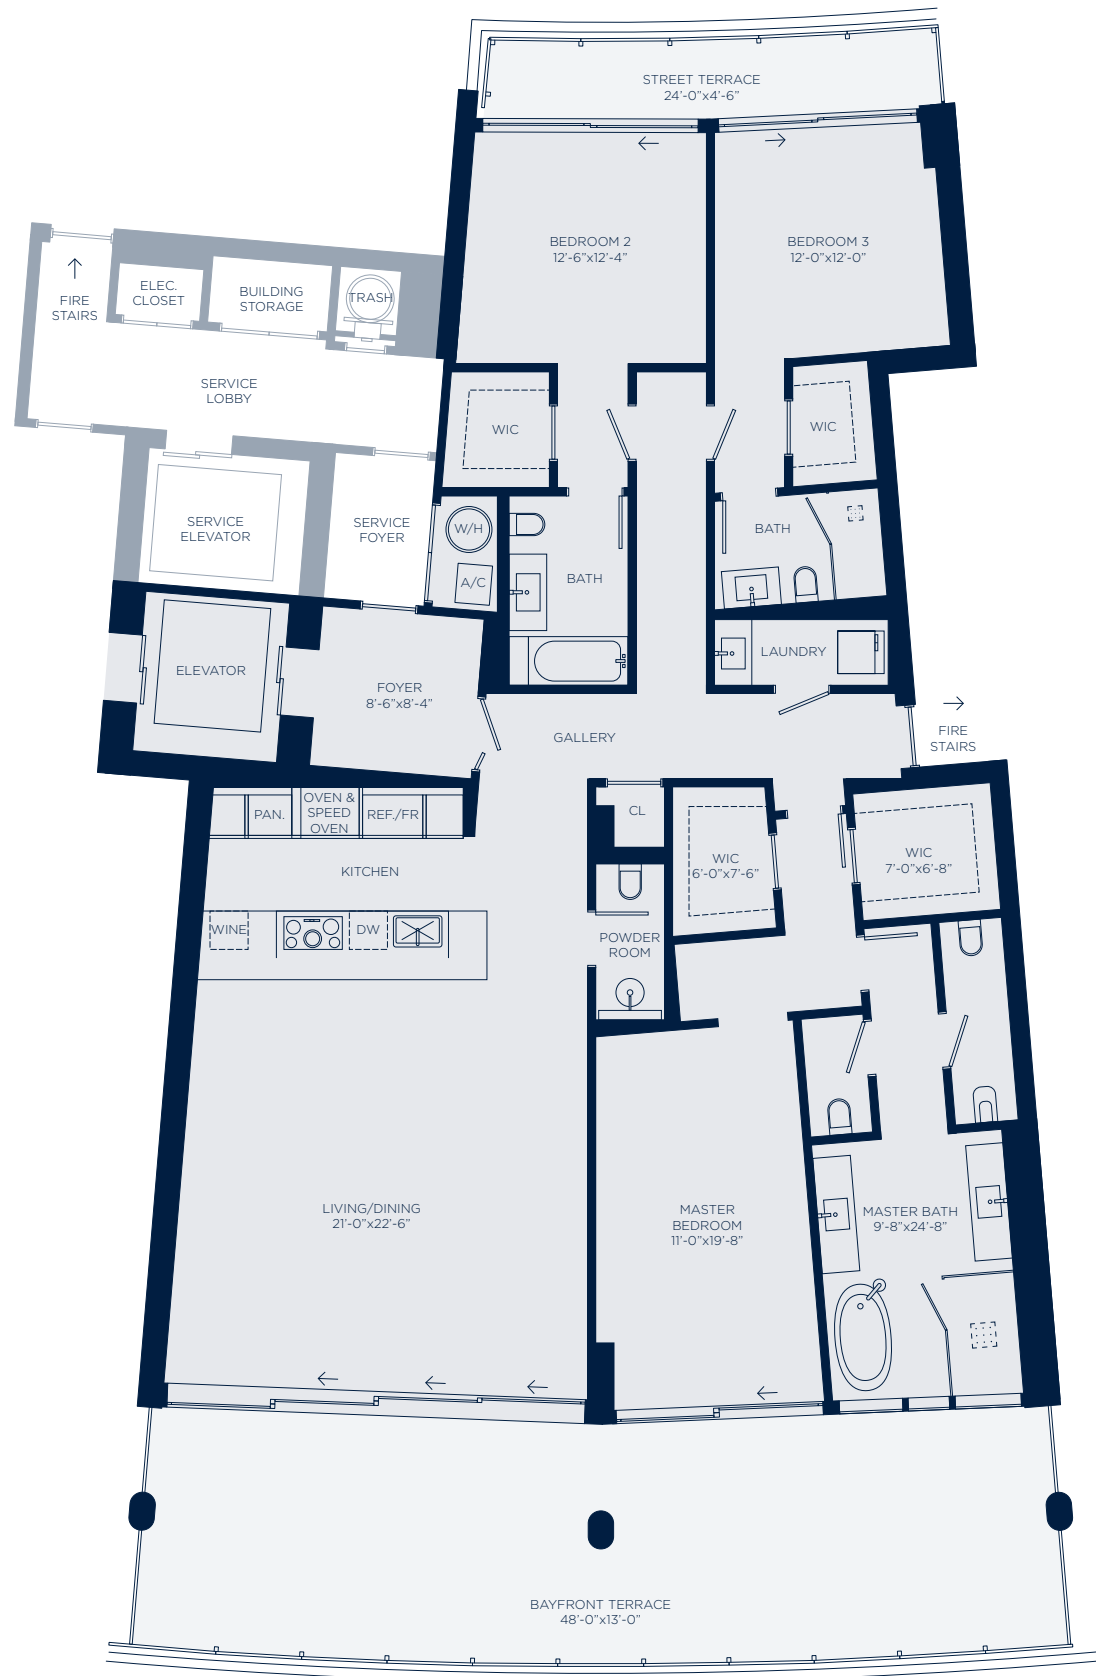 STREET TERRACE
24'-0"x4'-6"
BEDROOM 2
12'-6"x12'-4"
BEDROOM 3
12'-0"x12'-0"
ELEC.
CLOSET
BUILDING
STORAGE
TRASH
FIRE
STAIRS
SERVICE
LOBBY
WIC
WIC
SERVICE
ELEVATOR
SERVICE
FOYER
W/H
A/C
BATH
BATH
LAUNDRY
ELEVATOR
FOYER
8'-6"x8'-4"
GALLERY
FIRE
STAIRS
PAN.
OVEN &
SPEED
OVEN
REF./FR
CL
WIC
6'-0"x7'-6"
WIC
7'-0"x6'-8"
KITCHEN
WINE
DW
POWDER
ROOM
LIVING/DINING
21'-0"x22'-6"
MASTER
BEDROOM
11'-0"x19'-8"
MASTER BATH
9'-8"x24'-8"
BAYFRONT TERRACE
48'-0"x13'-0"